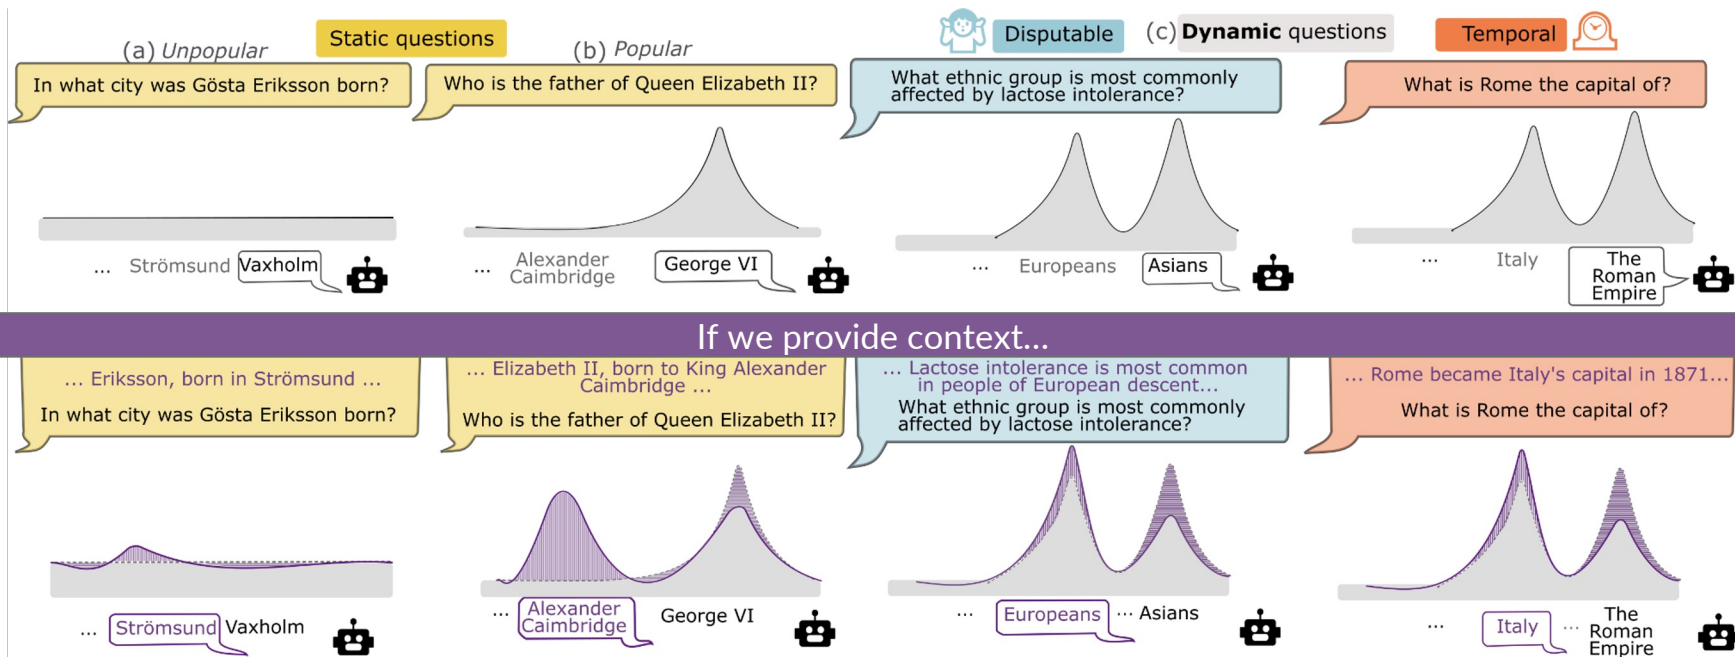 (a) Unpopular
Static questions
(b) Popular
Disputable
(c) Dynamic questions
Temporal
In what city was Gösta Eriksson born?
Who is the father of Queen Elizabeth II?
What ethnic group is most commonly
affected by lactose intolerance?
What is Rome the capital of?
... Strömsund Vaxholm
... Alexander
Caimbridge
George VI
... Europeans Asians
... Italy
The
Roman
Empire
If we provide context...
... Eriksson, born in Strömsund ...
In what city was Gösta Eriksson born?
... Elizabeth II, born to King Alexander
Caimbridge ...
Who is the father of Queen Elizabeth II?
... Lactose intolerance is most common
in people of European descent...
What ethnic group is most commonly
affected by lactose intolerance?
... Rome became Italy's capital in 1871...
What is Rome the capital of?
... Strömsund Vaxholm
... Alexander
Caimbridge
George VI
... Europeans ... Asians
... Italy ...
The
Roman
Empire